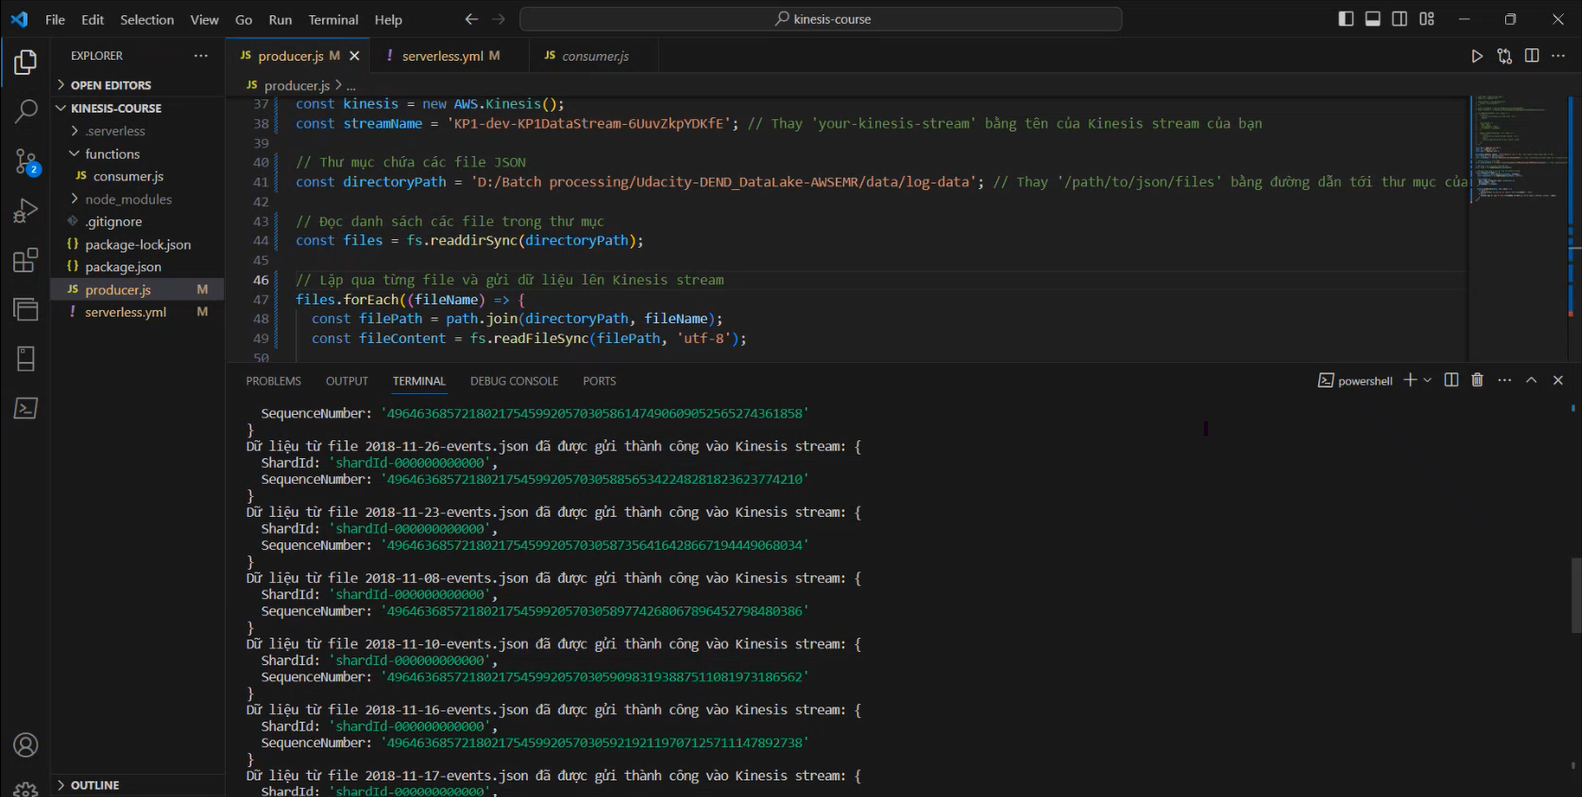 File Edit Selection View Go Run Terminal Help
kinesis-course
EXPLORER
OPEN EDITORS
KINESIS-COURSE
.serverless
functions
JS consumer.js
node_modules
.gitignore
{} package-lock.json
{} package.json
JS producer.js M
! serverless.yml M
OUTLINE
2
JS producer.js M
! serverless.yml M
JS consumer.js
JS producer.js > ...
37 const kinesis = new AWS.Kinesis();
38 const streamName = 'KP1-dev-KP1DataStream-6UuvZkpYDKfE'; // Thay 'your-kinesis-stream' bằng tên của Kinesis stream của bạn
39
40 // Thư mục chứa các file JSON
41 const directoryPath = 'D:/Batch processing/Udacity-DEND_DataLake-AWSEMR/data/log-data'; // Thay '/path/to/json/files' bằng đường dẫn tới thư mục của
42
43 // Đọc danh sách các file trong thư mục
44 const files = fs.readdirSync(directoryPath);
45
46 // Lặp qua từng file và gửi dữ liệu lên Kinesis stream
47 files.forEach((fileName) => {
48 const filePath = path.join(directoryPath, fileName);
49 const fileContent = fs.readFileSync(filePath, 'utf-8');
50
PROBLEMS OUTPUT TERMINAL DEBUG CONSOLE PORTS
powershell
SequenceNumber: '49646368572180217545992057030586147490609052565274361858'
}
Dữ liệu từ file 2018-11-26-events.json đã được gửi thành công vào Kinesis stream: {
ShardId: 'shardId-000000000000',
SequenceNumber: '49646368572180217545992057030588565342248281823623774210'
}
Dữ liệu từ file 2018-11-23-events.json đã được gửi thành công vào Kinesis stream: {
ShardId: 'shardId-000000000000',
SequenceNumber: '49646368572180217545992057030587356416428667194449068034'
}
Dữ liệu từ file 2018-11-08-events.json đã được gửi thành công vào Kinesis stream: {
ShardId: 'shardId-000000000000',
SequenceNumber: '49646368572180217545992057030589774268067896452798480386'
}
Dữ liệu từ file 2018-11-10-events.json đã được gửi thành công vào Kinesis stream: {
ShardId: 'shardId-000000000000',
SequenceNumber: '49646368572180217545992057030590983193887511081973186562'
}
Dữ liệu từ file 2018-11-16-events.json đã được gửi thành công vào Kinesis stream: {
ShardId: 'shardId-000000000000',
SequenceNumber: '49646368572180217545992057030592192119707125711147892738'
}
Dữ liệu từ file 2018-11-17-events.json đã được gửi thành công vào Kinesis stream: {
ShardId: 'shardId-000000000000',